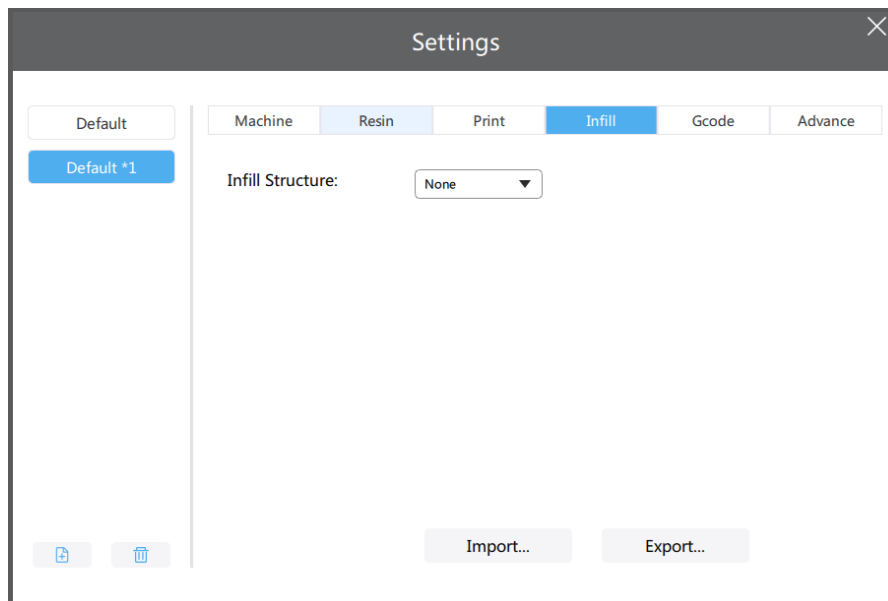 Settings
Default
Default *1
Machine Resin Print Infill Gcode Advance
Infill Structure: None
Import... Export...